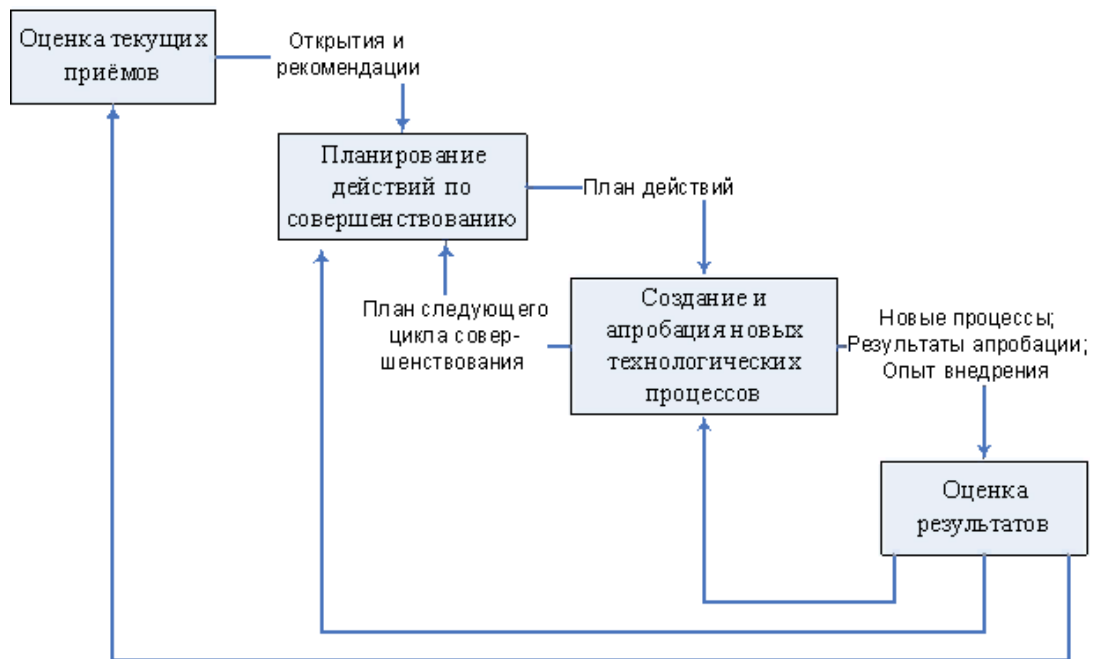 Оценка текущих
приёмов
Открытия и
рекомендации
Планирование
действий по
совершенствованию
План действий
План следующего
цикла совер-
шенствования
Создание и
апробация новых
технологических
процессов
Новые процессы;
Результаты апробации;
Опыт внедрения
Оценка
результатов